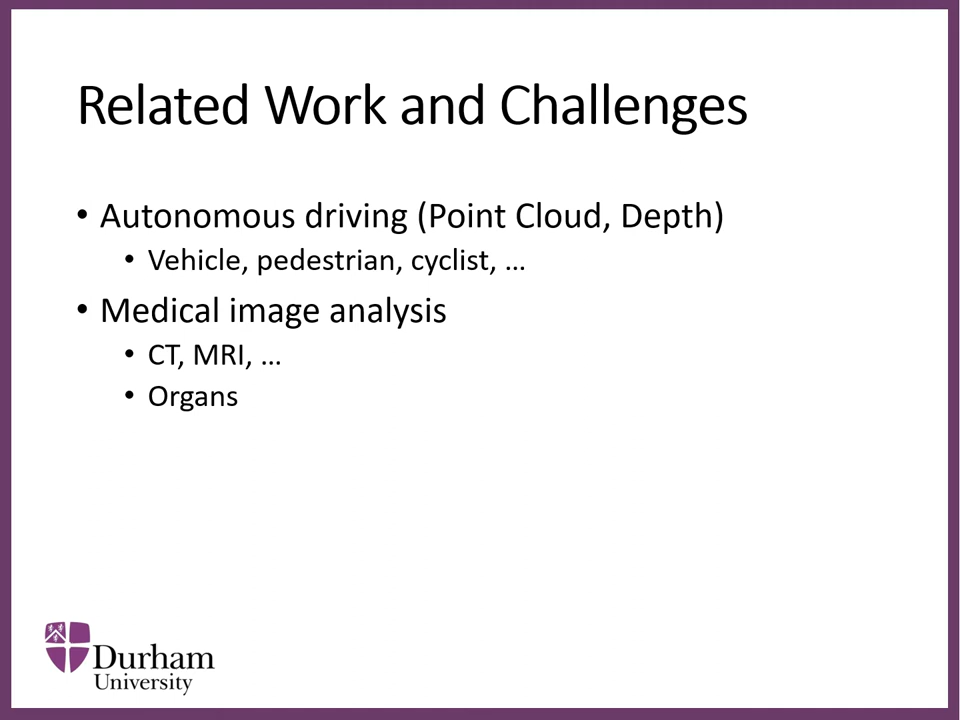 Related Work and Challenges
• Autonomous driving (Point Cloud, Depth)
• Vehicle, pedestrian, cyclist, …
• Medical image analysis
• CT, MRI, …
• Organs
Durham
University